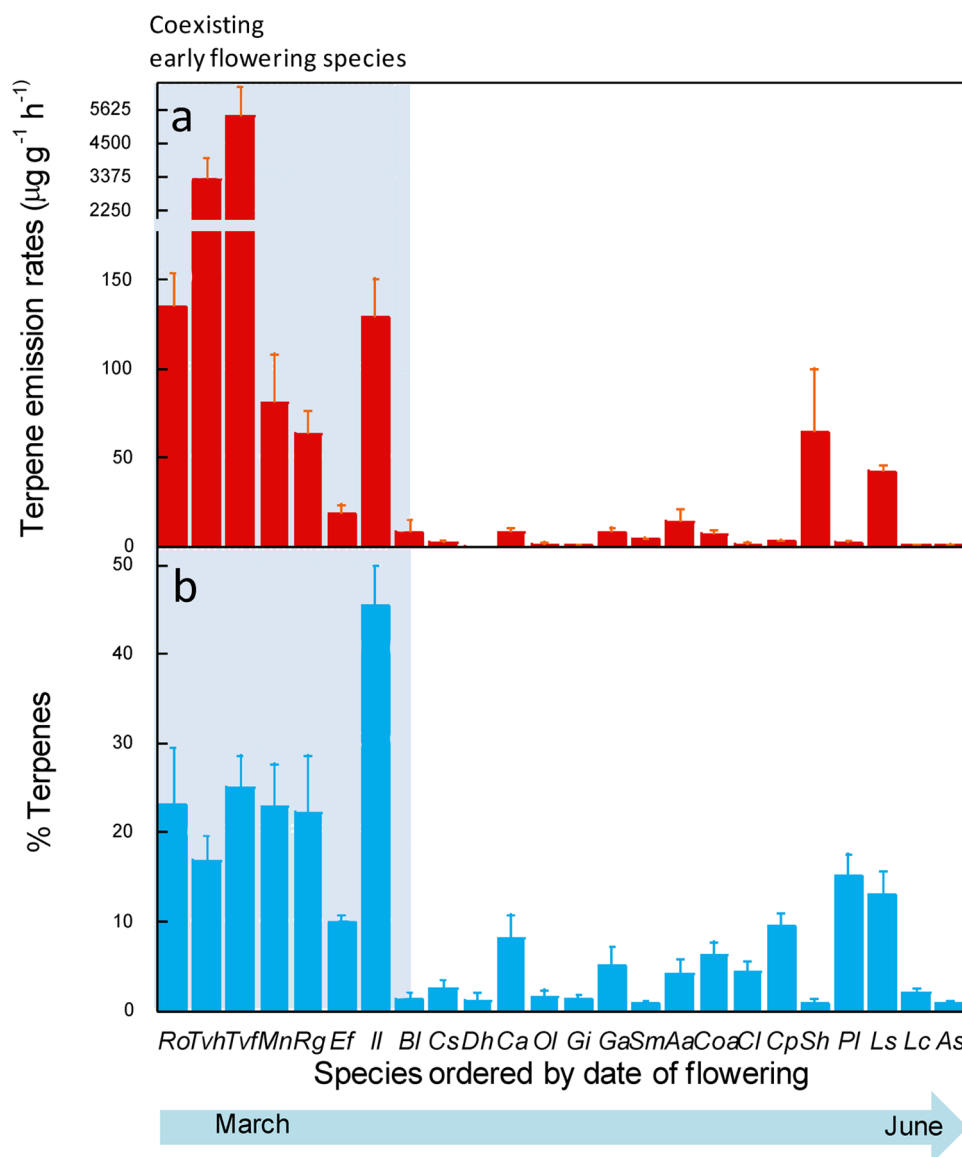 Coexisting
early flowering species
a
Terpene emission rates (μg g⁻¹ h⁻¹)
5625
4500
3375
2250
150
100
50
0
b
% Terpenes
50
40
30
20
10
0
Ro Tvh Tvf Mn Rg Ef Il Bl Cs Dh Ca Ol Gi Ga Sm Aa Coa Cl Cp Sh Pl Ls Lc As
Species ordered by date of flowering
March June